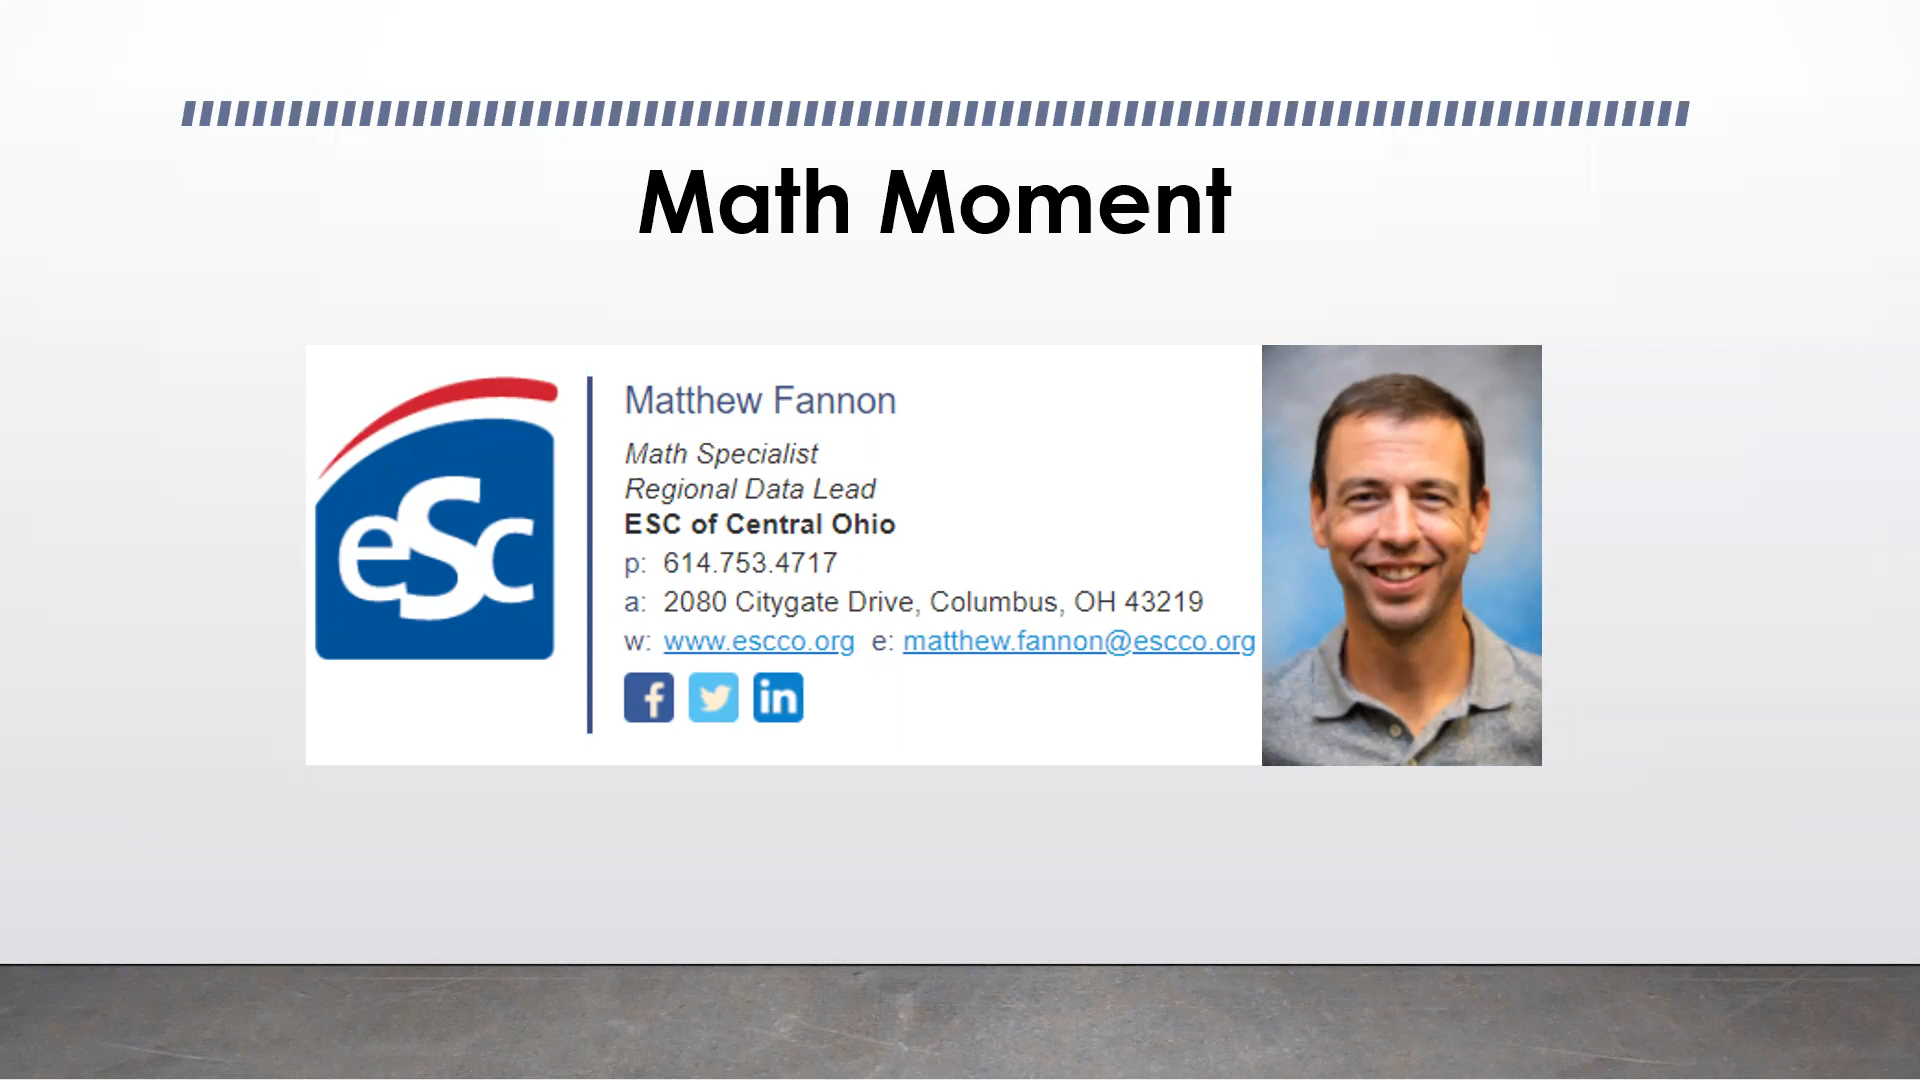 Math Moment
esc
Matthew Fannon
Math Specialist
Regional Data Lead
ESC of Central Ohio
p: 614.753.4717
a: 2080 Citygate Drive, Columbus, OH 43219
w: www.escco.org e: matthew.fannon@escco.org
f in